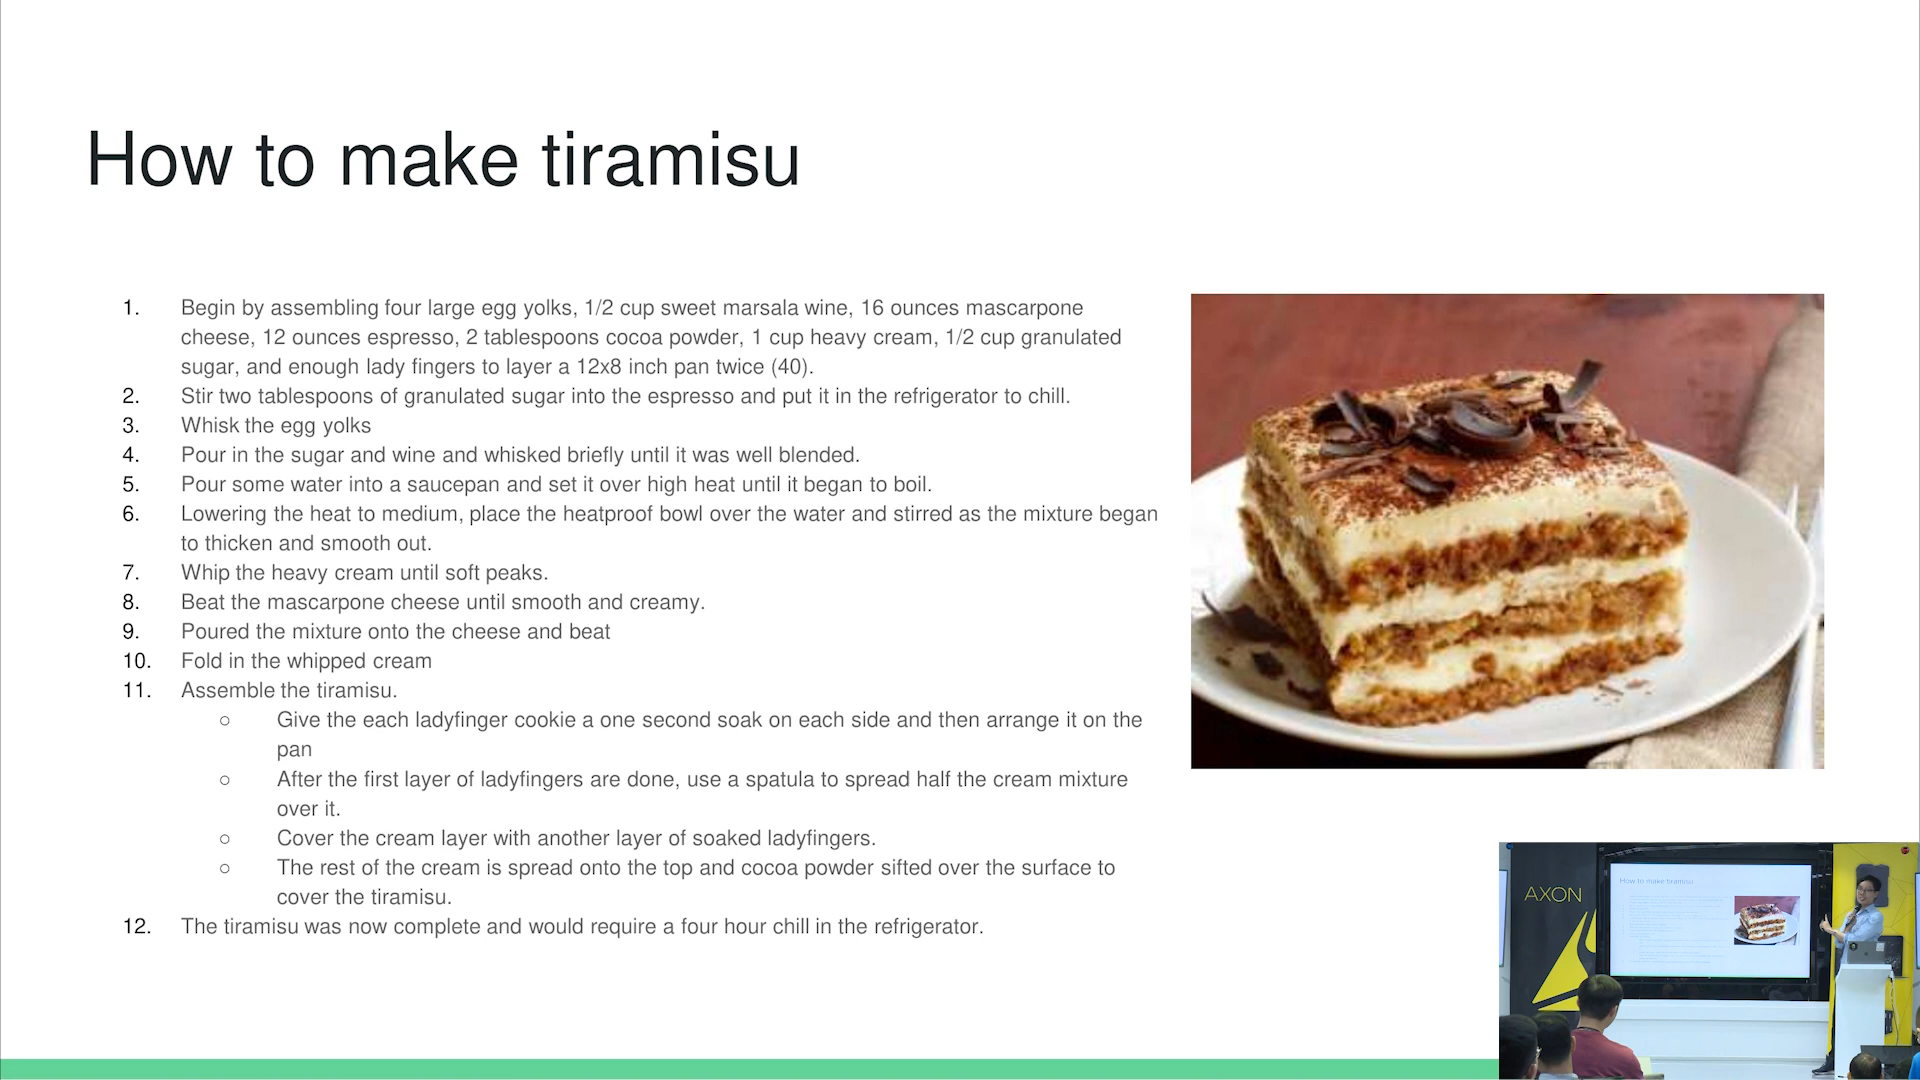 How to make tiramisu
1. Begin by assembling four large egg yolks, 1/2 cup sweet marsala wine, 16 ounces mascarpone
cheese, 12 ounces espresso, 2 tablespoons cocoa powder, 1 cup heavy cream, 1/2 cup granulated
sugar, and enough lady fingers to layer a 12x8 inch pan twice (40).
2. Stir two tablespoons of granulated sugar into the espresso and put it in the refrigerator to chill.
3. Whisk the egg yolks
4. Pour in the sugar and wine and whisked briefly until it was well blended.
5. Pour some water into a saucepan and set it over high heat until it began to boil.
6. Lowering the heat to medium, place the heatproof bowl over the water and stirred as the mixture began
to thicken and smooth out.
7. Whip the heavy cream until soft peaks.
8. Beat the mascarpone cheese until smooth and creamy.
9. Poured the mixture onto the cheese and beat
10. Fold in the whipped cream
11. Assemble the tiramisu.
○ Give the each ladyfinger cookie a one second soak on each side and then arrange it on the
pan
○ After the first layer of ladyfingers are done, use a spatula to spread half the cream mixture
over it.
○ Cover the cream layer with another layer of soaked ladyfingers.
○ The rest of the cream is spread onto the top and cocoa powder sifted over the surface to
cover the tiramisu.
12. The tiramisu was now complete and would require a four hour chill in the refrigerator.
AXON
How to make tiramisu